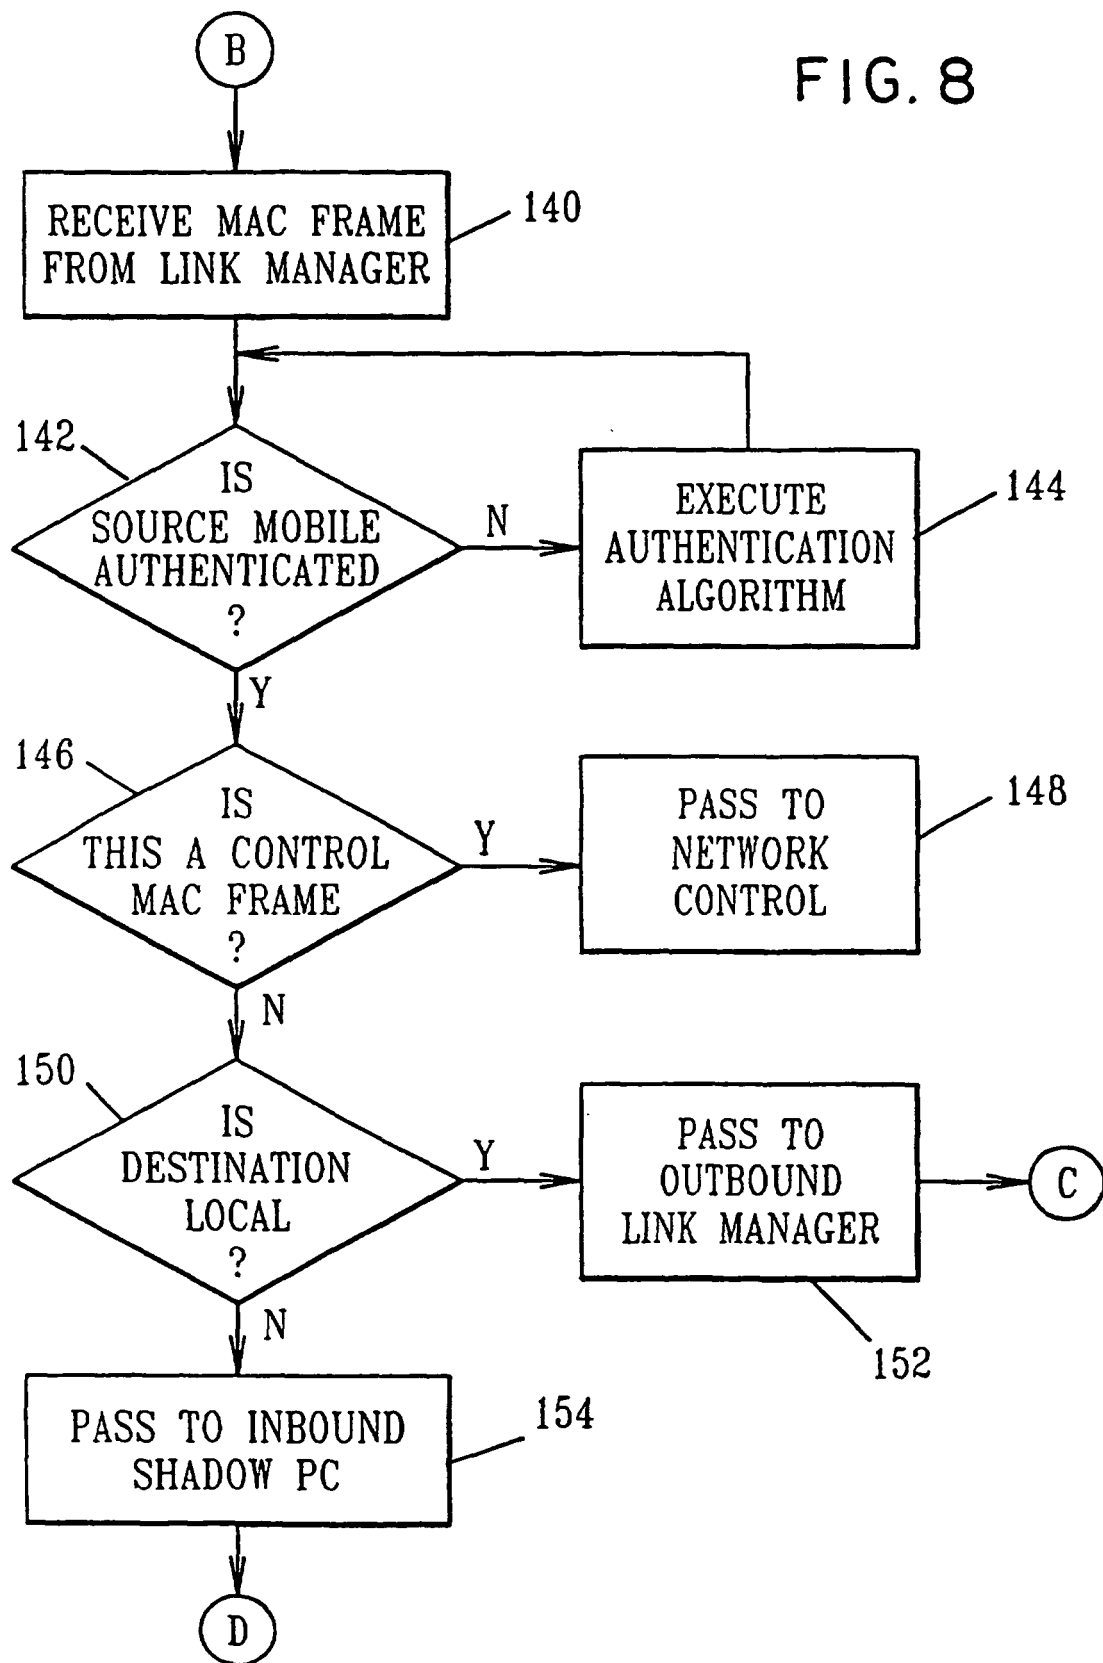 B
FIG. 8
RECEIVE MAC FRAME
FROM LINK MANAGER
140
142
IS
SOURCE MOBILE
AUTHENTICATED
?
N
EXECUTE
AUTHENTICATION
ALGORITHM
144
Y
146
IS
THIS A CONTROL
MAC FRAME
?
Y
PASS TO
NETWORK
CONTROL
148
N
150
IS
DESTINATION
LOCAL
?
Y
PASS TO
OUTBOUND
LINK MANAGER
C
152
N
PASS TO INBOUND
SHADOW PC
154
D